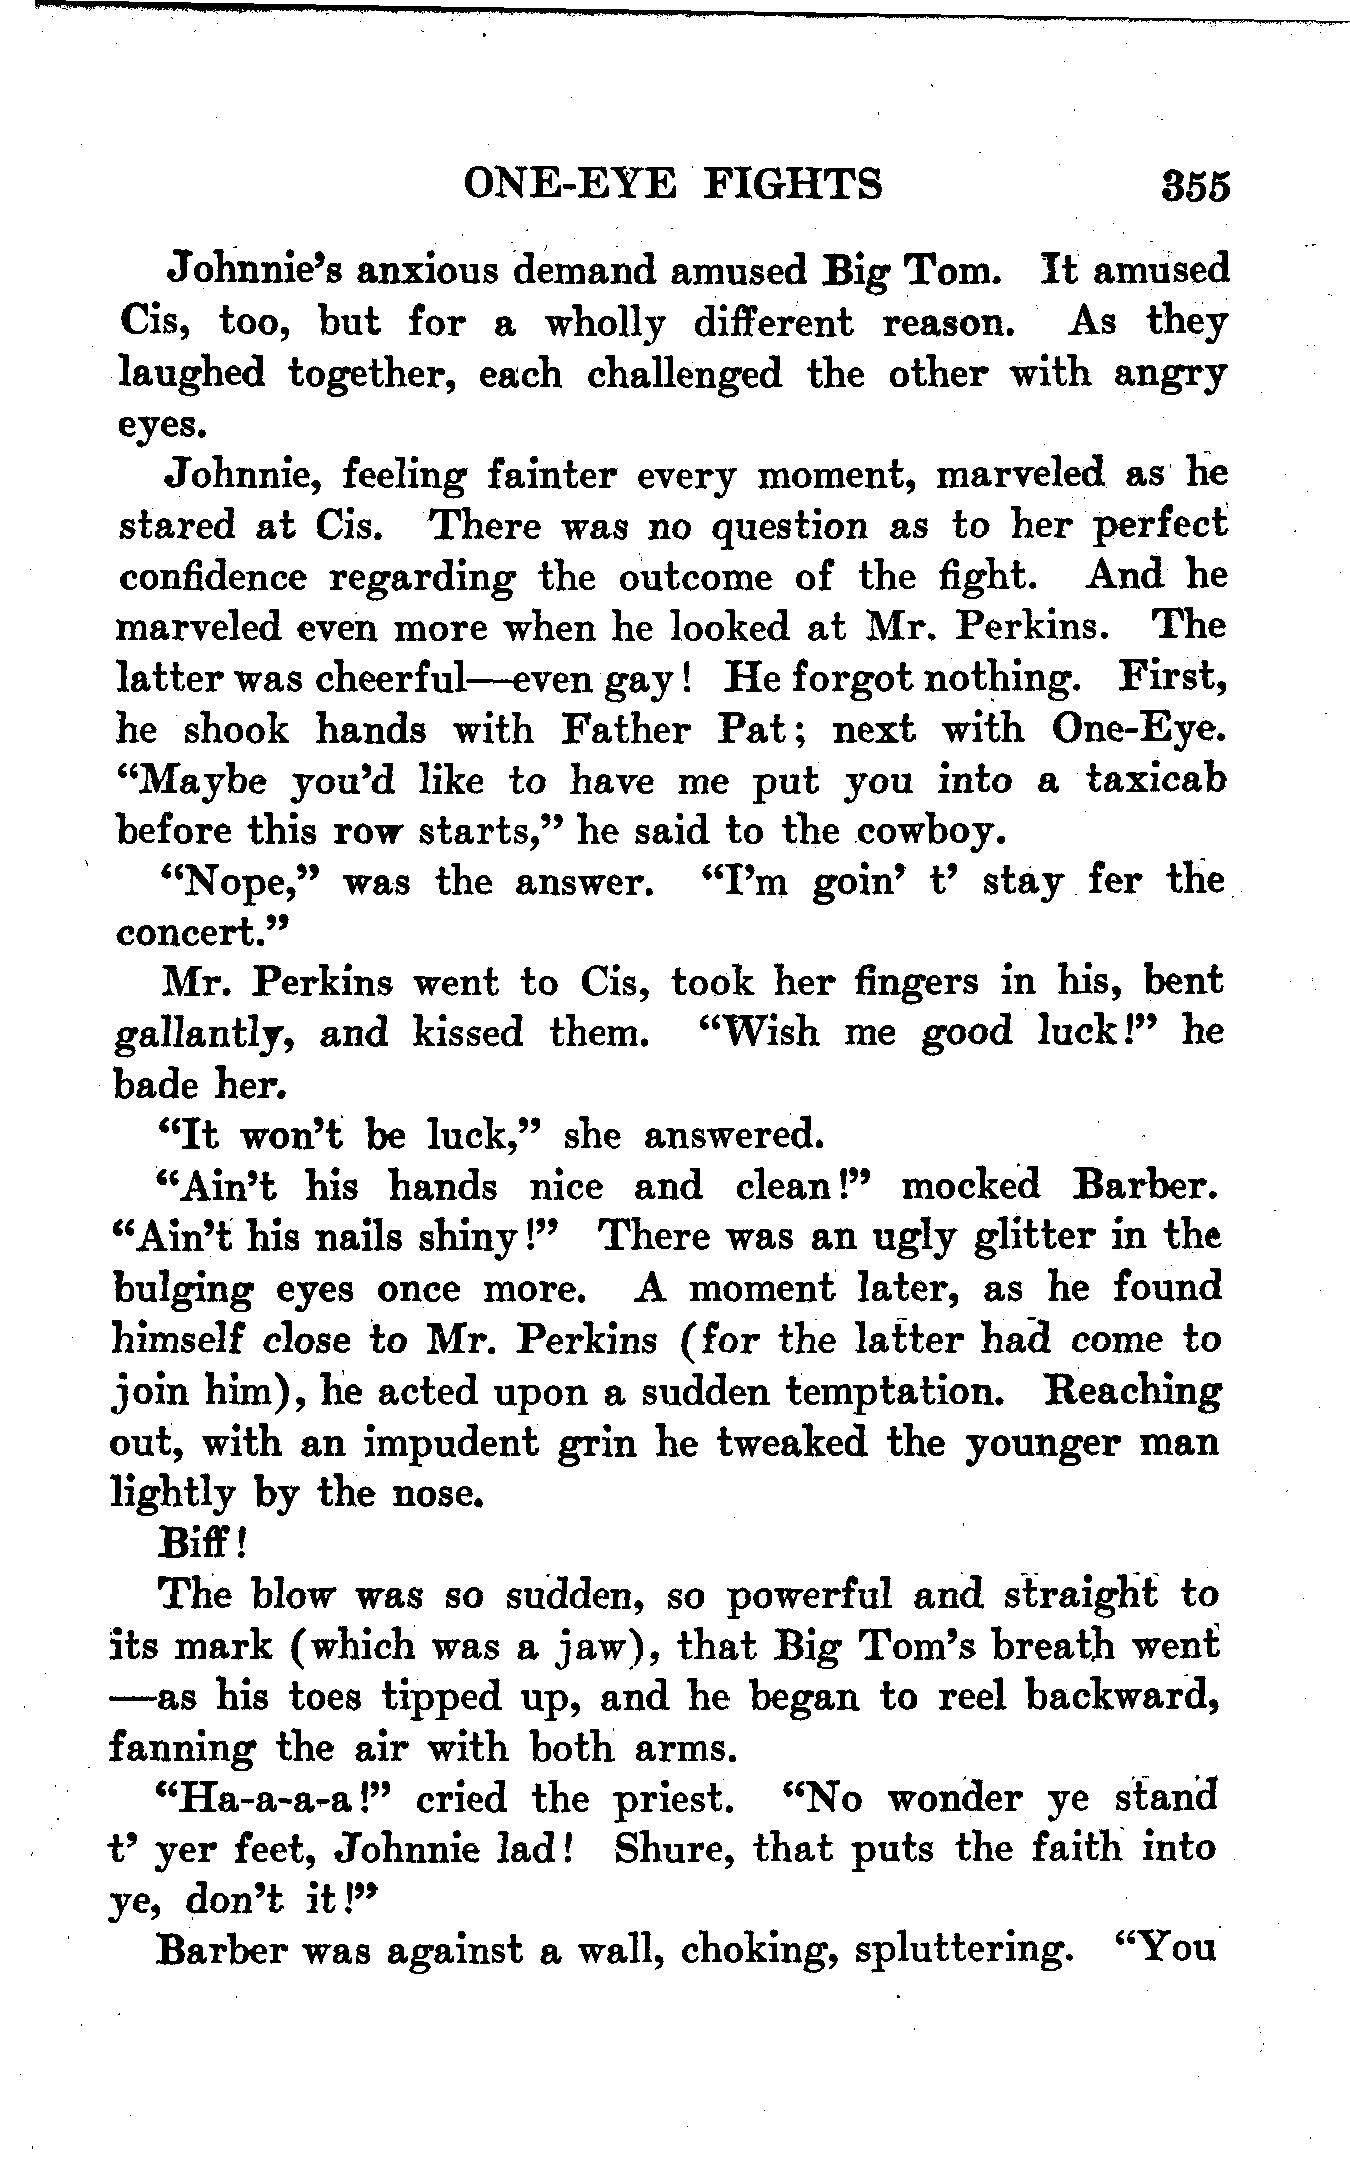 ONE-EYE FIGHTS 355
Johnnie's anxious demand amused Big Tom. It amused
Cis, too, but for a wholly different reason. As they
laughed together, each challenged the other with angry
eyes.
Johnnie, feeling fainter every moment, marveled as he
stared at Cis. There was no question as to her perfect
confidence regarding the outcome of the fight. And he
marveled even more when he looked at Mr. Perkins. The
latter was cheerful—even gay! He forgot nothing. First,
he shook hands with Father Pat; next with One-Eye.
"Maybe you'd like to have me put you into a taxicab
before this row starts," he said to the cowboy.
"Nope," was the answer. "I'm goin' t' stay fer the
concert."
Mr. Perkins went to Cis, took her fingers in his, bent
gallantly, and kissed them. "Wish me good luck!" he
bade her.
"It won't be luck," she answered.
"Ain't his hands nice and clean!" mocked Barber.
"Ain't his nails shiny!" There was an ugly glitter in the
bulging eyes once more. A moment later, as he found
himself close to Mr. Perkins (for the latter had come to
join him), he acted upon a sudden temptation. Reaching
out, with an impudent grin he tweaked the younger man
lightly by the nose.
Biff!
The blow was so sudden, so powerful and straight to
its mark (which was a jaw), that Big Tom's breath went
—as his toes tipped up, and he began to reel backward,
fanning the air with both arms.
"Ha-a-a-a!" cried the priest. "No wonder ye stand
t' yer feet, Johnnie lad! Shure, that puts the faith into
ye, don't it!"
Barber was against a wall, choking, spluttering. "You